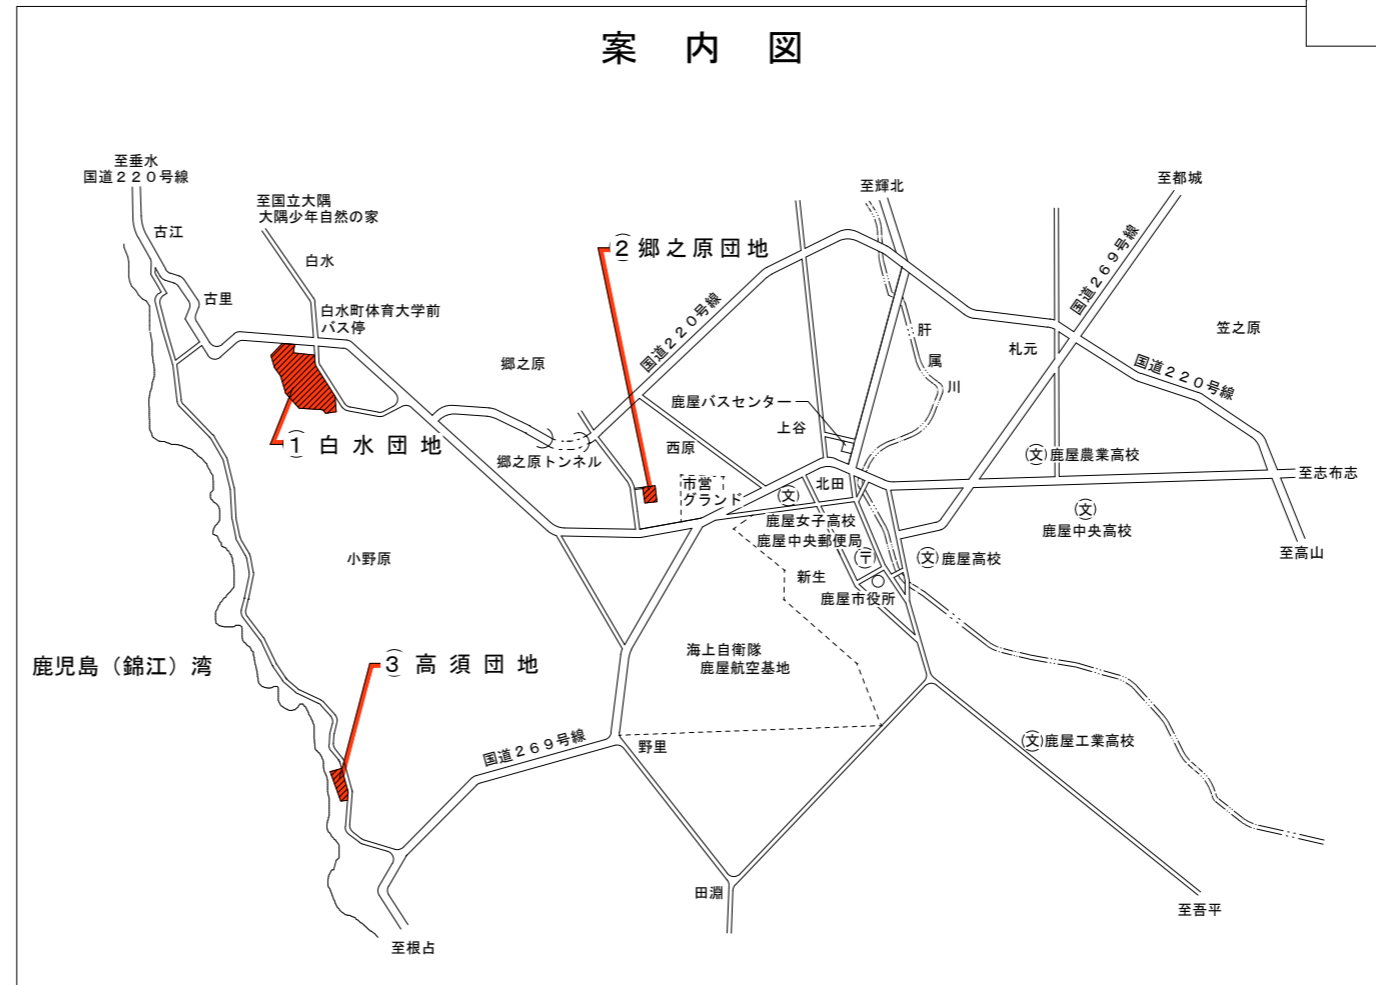 案内図
至垂水
国道２２０号線
至国立大隅
大隅少年自然の家
至輝北
至都城
古江
白水
②郷之原団地
国道２６９号線
古里
白水町体育大学前
バス停
国道２２０号線
肝
属
川
札元
笠之原
郷之原
国道２２０号線
鹿屋バスセンター
上谷
①白水団地
郷之原トンネル
西原
文鹿屋農業高校
至志布志
市営
グランド
北田
文
鹿屋女子高校
文
鹿屋中央高校
鹿屋中央郵便局
〒
文鹿屋高校
至高山
小野原
新生
鹿屋市役所
鹿児島（錦江）湾
③高須団地
海上自衛隊
鹿屋航空基地
国道２６９号線
野里
文鹿屋工業高校
田淵
至吾平
至根占